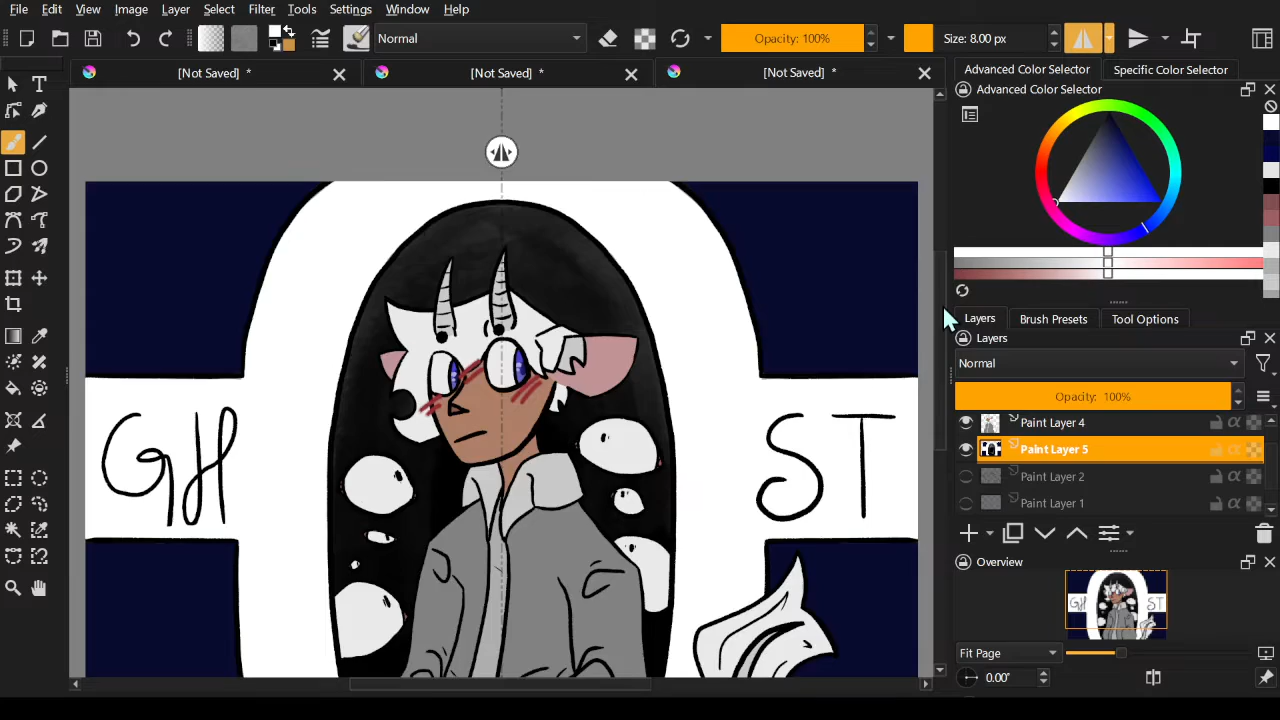 File Edit View Image Layer Select Filter Tools Settings Window Help
Normal Opacity: 100% Size: 8.00 px
[Not Saved] * [Not Saved] * [Not Saved] *
Advanced Color Selector Specific Color Selector
Advanced Color Selector
Layers Brush Presets Tool Options
Layers
Normal
Opacity: 100%
Paint Layer 4
Paint Layer 5
Paint Layer 2
Paint Layer 1
Overview
Fit Page
0.00°
GH ST